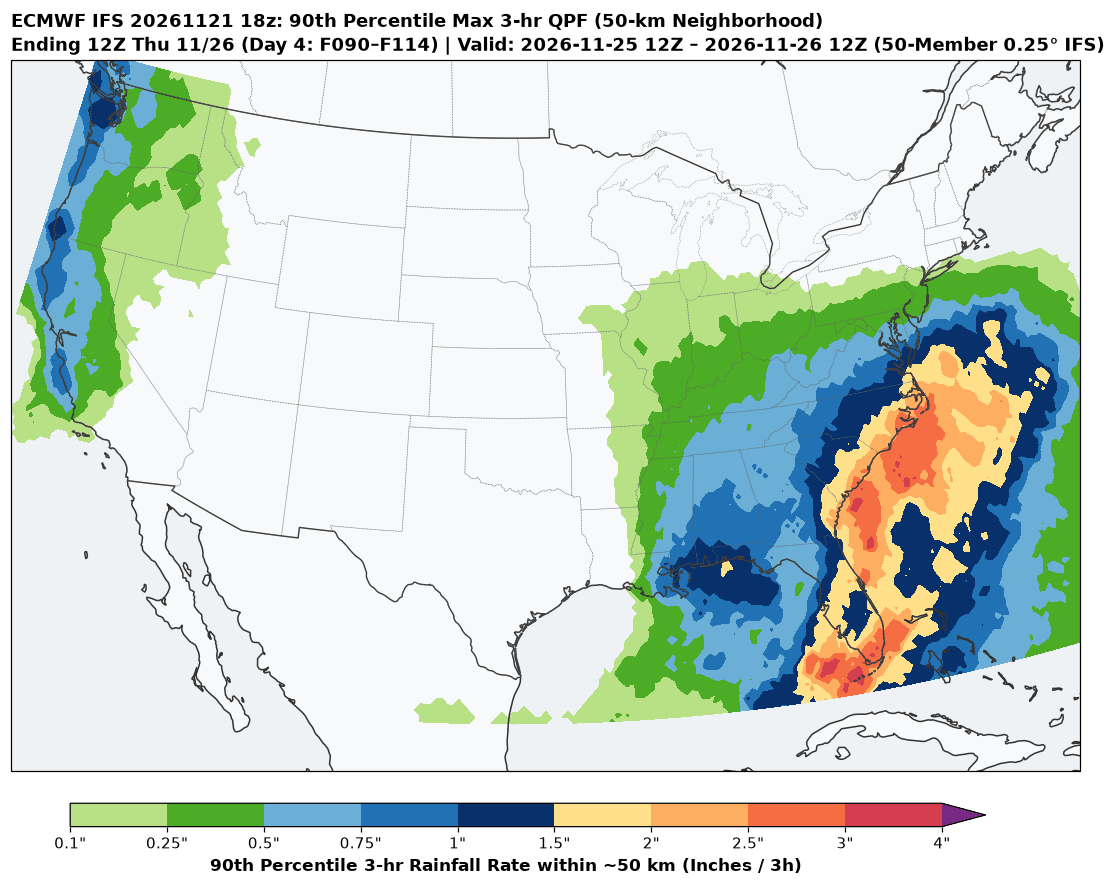 ECMWF IFS 20261121 18z: 90th Percentile Max 3-hr QPF (50-km Neighborhood)
Ending 12Z Thu 11/26 (Day 4: F090–F114) | Valid: 2026-11-25 12Z – 2026-11-26 12Z (50-Member 0.25° IFS)
0.1" 0.25" 0.5" 0.75" 1" 1.5" 2" 2.5" 3" 4"
90th Percentile 3-hr Rainfall Rate within ~50 km (Inches / 3h)